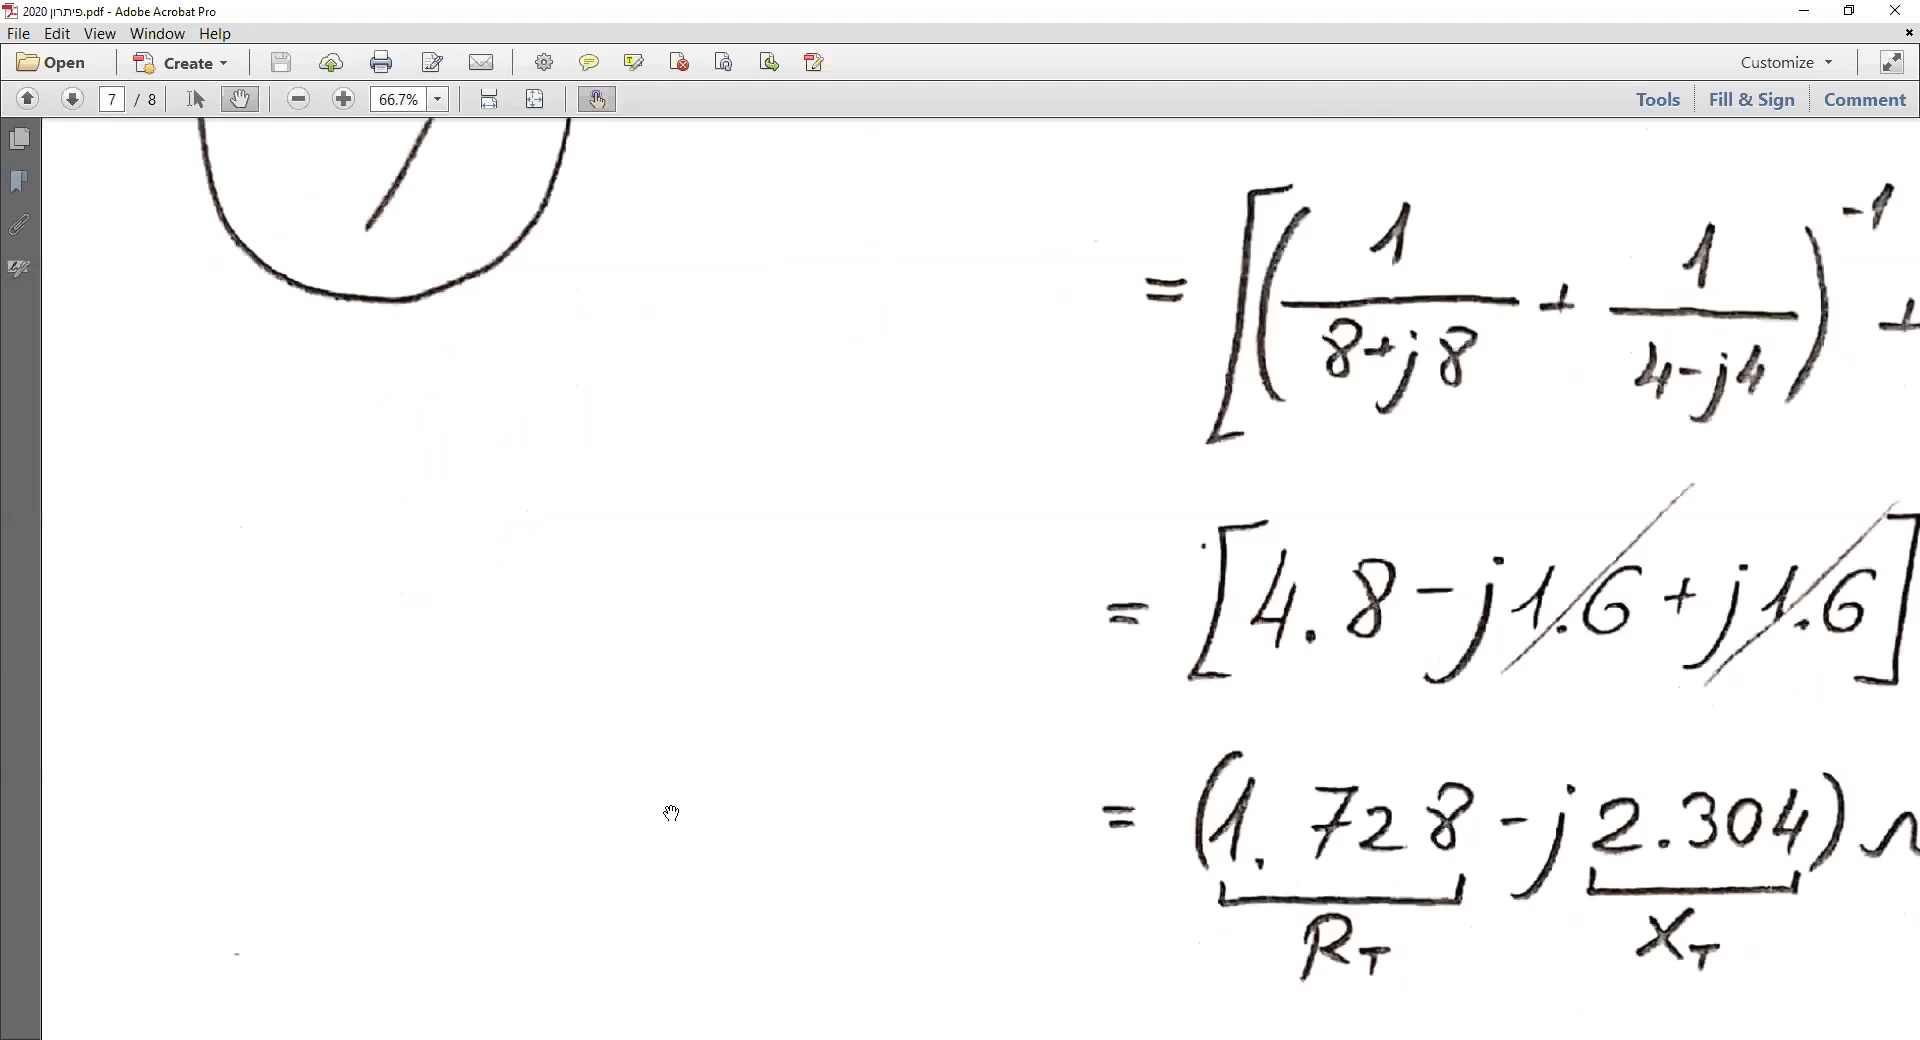 פיתרון 2020.pdf - Adobe Acrobat Pro
File Edit View Window Help
Open Create Customize
7 / 8 66.7% Tools Fill & Sign Comment
= [(1/(8+j8) + 1/(4-j4))^-1 +
= [4.8-j1.6+j1.6]
= (1.728-j2.304)
R_T X_T